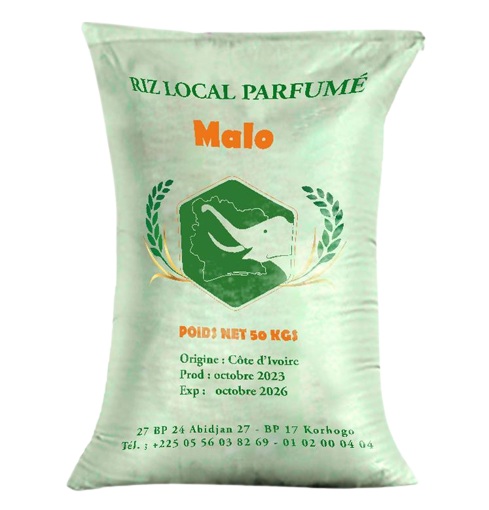 RIZ LOCAL PARFUMÉ
Malo
POIDS NET 50 KGS
Origine : Côte d'Ivoire
Prod : octobre 2023
Exp : octobre 2026
27 BP 24 Abidjan 27 - BP 17 Korhogo
Tél. ; +225 05 56 03 82 69 - 01 02 00 04 04